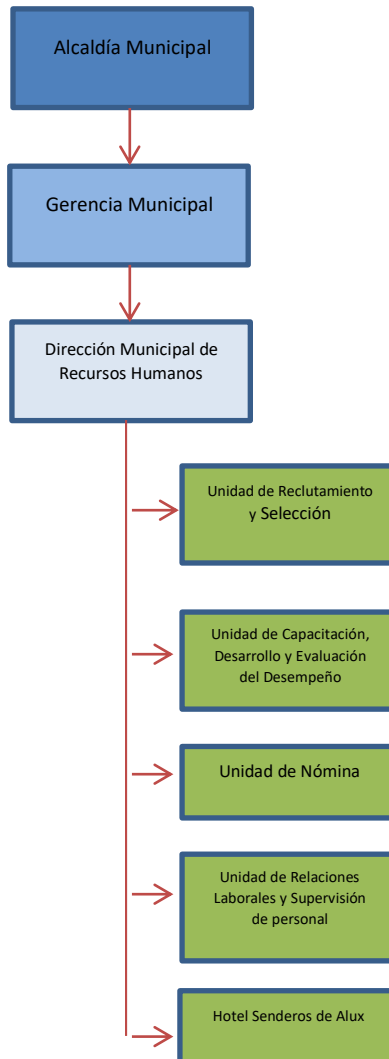 Alcaldía Municipal
Gerencia Municipal
Dirección Municipal de
Recursos Humanos
Unidad de Reclutamiento
y Selección
Unidad de Capacitación,
Desarrollo y Evaluación
del Desempeño
Unidad de Nómina
Unidad de Relaciones
Laborales y Supervisión
de personal
Hotel Senderos de Alux